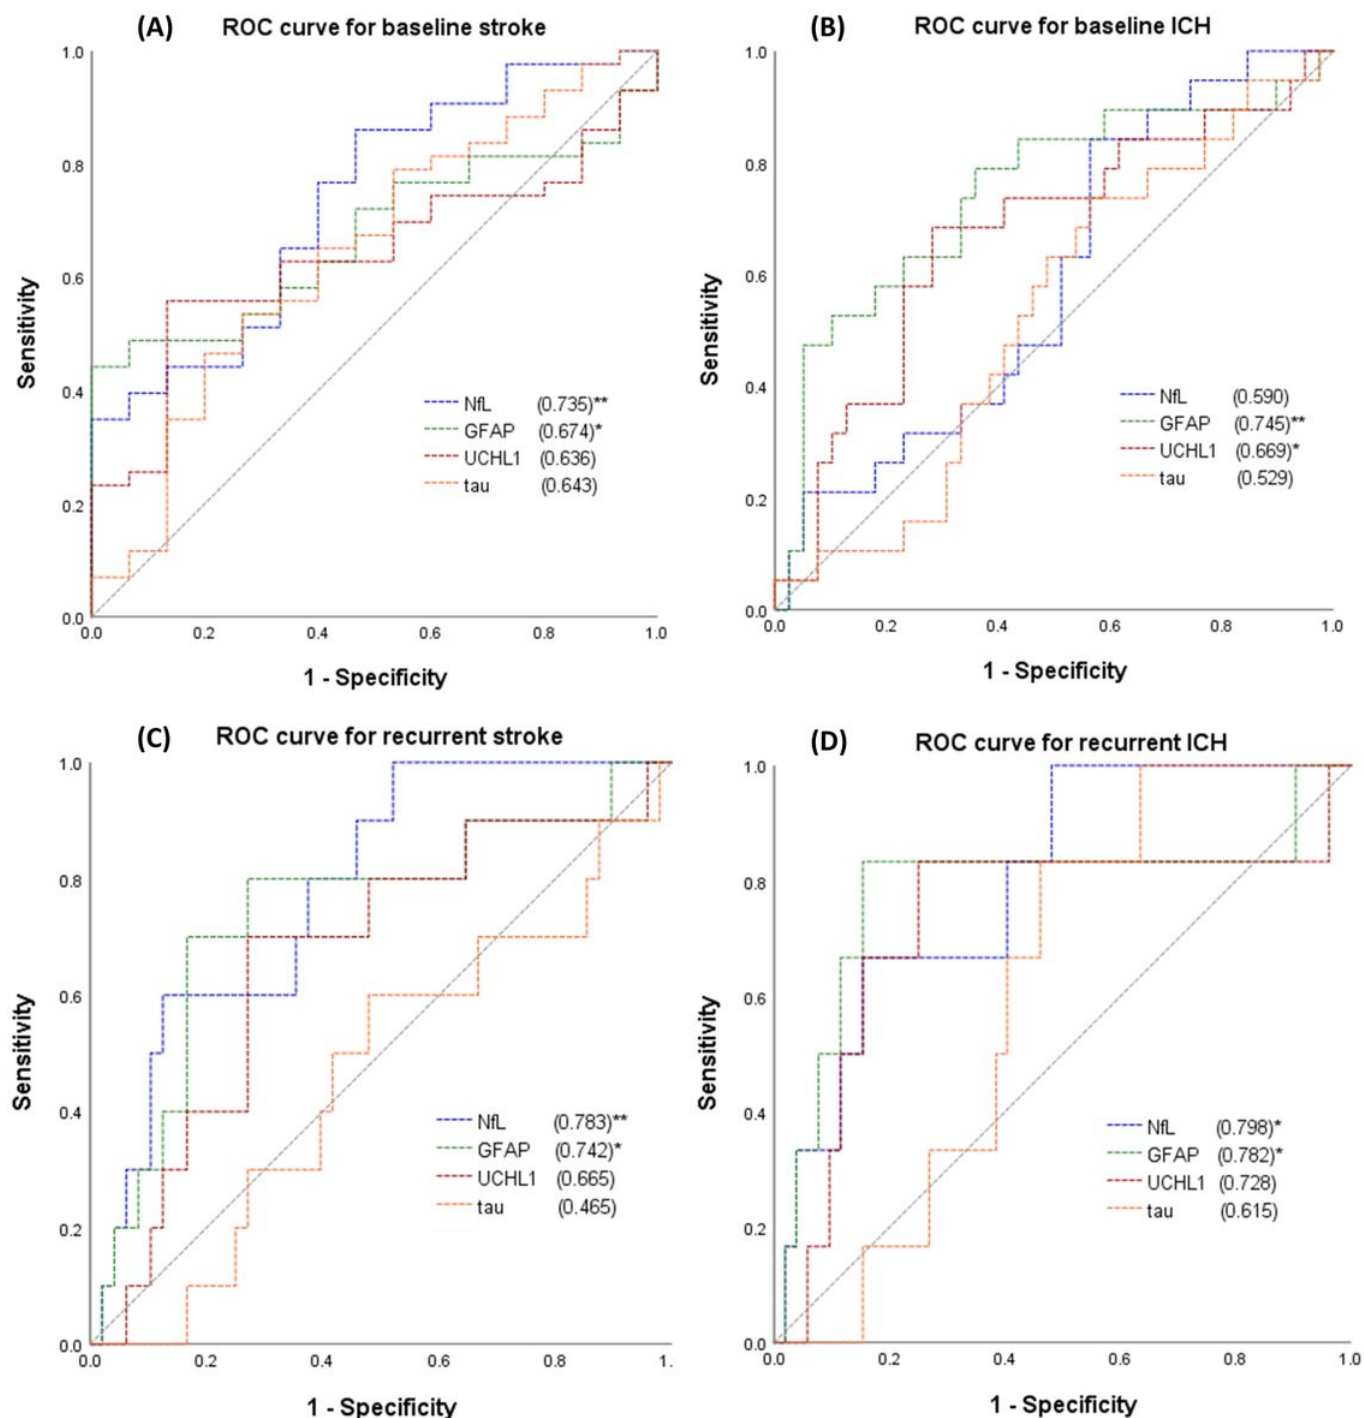 (A) ROC curve for baseline stroke
1.0
0.8
0.6
0.4
0.2
0.0
Sensitivity
NfL (0.735)**
GFAP (0.674)*
UCHL1 (0.636)
tau (0.643)
0.0 0.2 0.4 0.6 0.8 1.0
1 - Specificity
(B) ROC curve for baseline ICH
1.0
0.8
0.6
0.4
0.2
0.0
Sensitivity
NfL (0.590)
GFAP (0.745)**
UCHL1 (0.669)*
tau (0.529)
0.0 0.2 0.4 0.6 0.8 1.0
1 - Specificity
(C) ROC curve for recurrent stroke
1.0
0.8
0.6
0.4
0.2
0.0
Sensitivity
NfL (0.783)**
GFAP (0.742)*
UCHL1 (0.665)
tau (0.465)
0.0 0.2 0.4 0.6 0.8 1.
1 - Specificity
(D) ROC curve for recurrent ICH
1.0
0.8
0.6
0.4
0.2
0.0
Sensitivity
NfL (0.798)*
GFAP (0.782)*
UCHL1 (0.728)
tau (0.615)
0.0 0.2 0.4 0.6 0.8 1.0
1 - Specificity